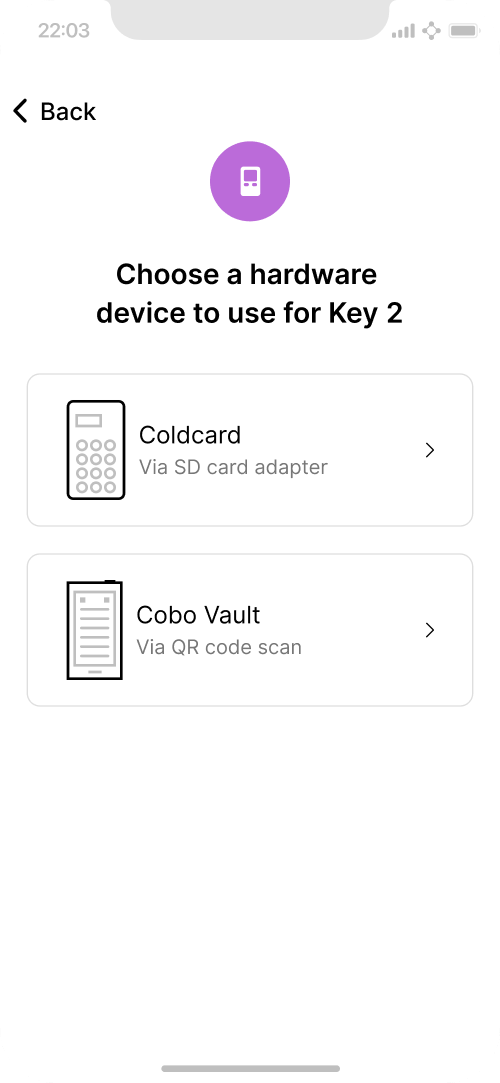 22:03
Back
Choose a hardware
device to use for Key 2
Coldcard
Via SD card adapter
Cobo Vault
Via QR code scan